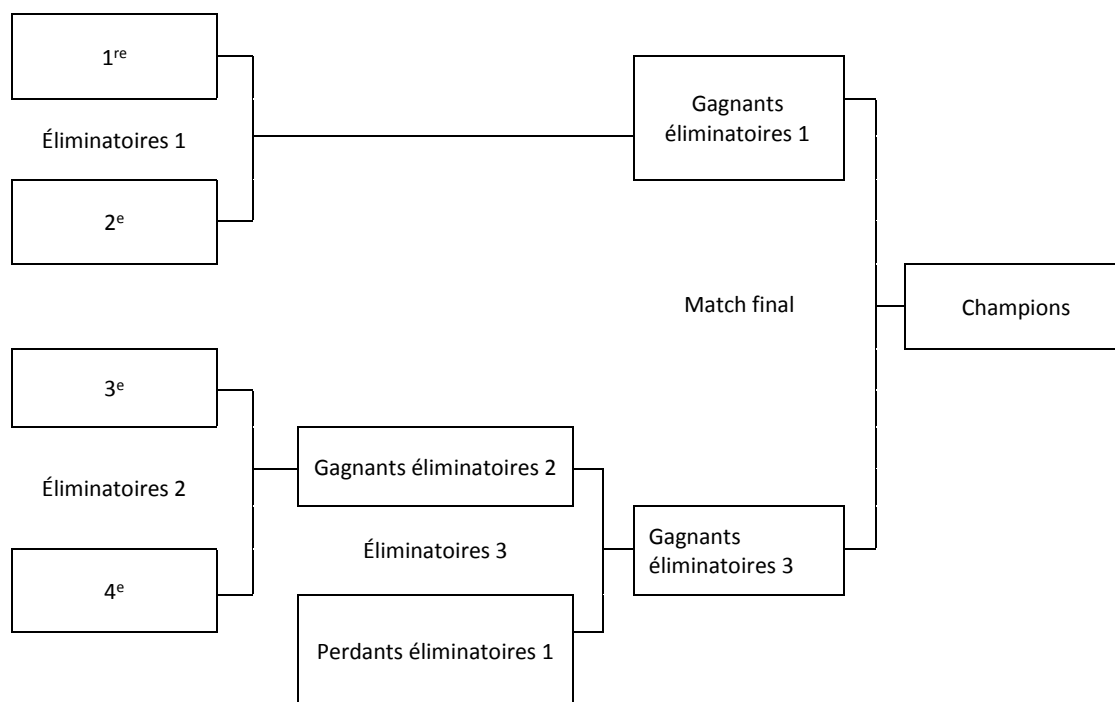 1re
Éliminatoires 1
2e
Gagnants
éliminatoires 1
Match final
Champions
3e
Éliminatoires 2
4e
Gagnants éliminatoires 2
Éliminatoires 3
Perdants éliminatoires 1
Gagnants
éliminatoires 3